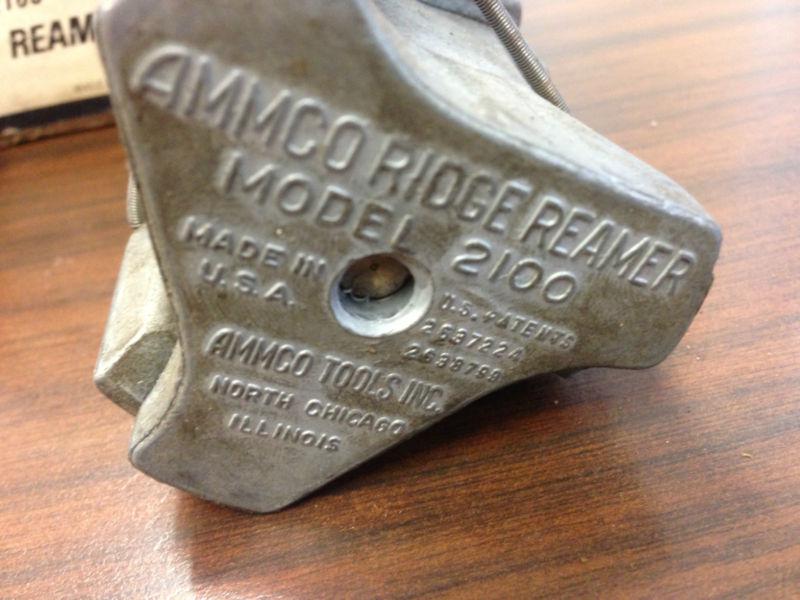 REAM
AMMCO RIDGE REAMER
MODEL 2100
MADE IN
U.S.A.
U.S. PATENTS
2637224
2638799
AMMCO TOOLS INC.
NORTH CHICAGO
ILLINOIS